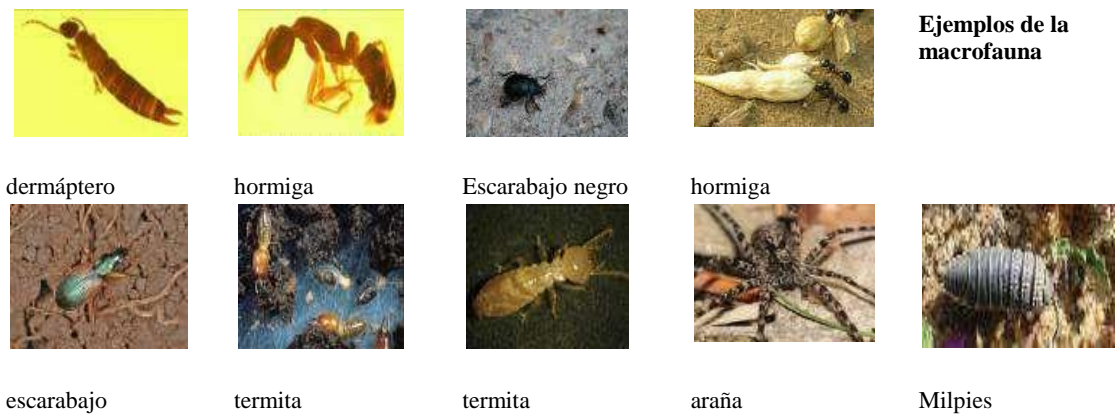 Ejemplos de la
macrofauna
dermáptero
hormiga
Escarabajo negro
hormiga
escarabajo
termita
termita
araña
Milpies